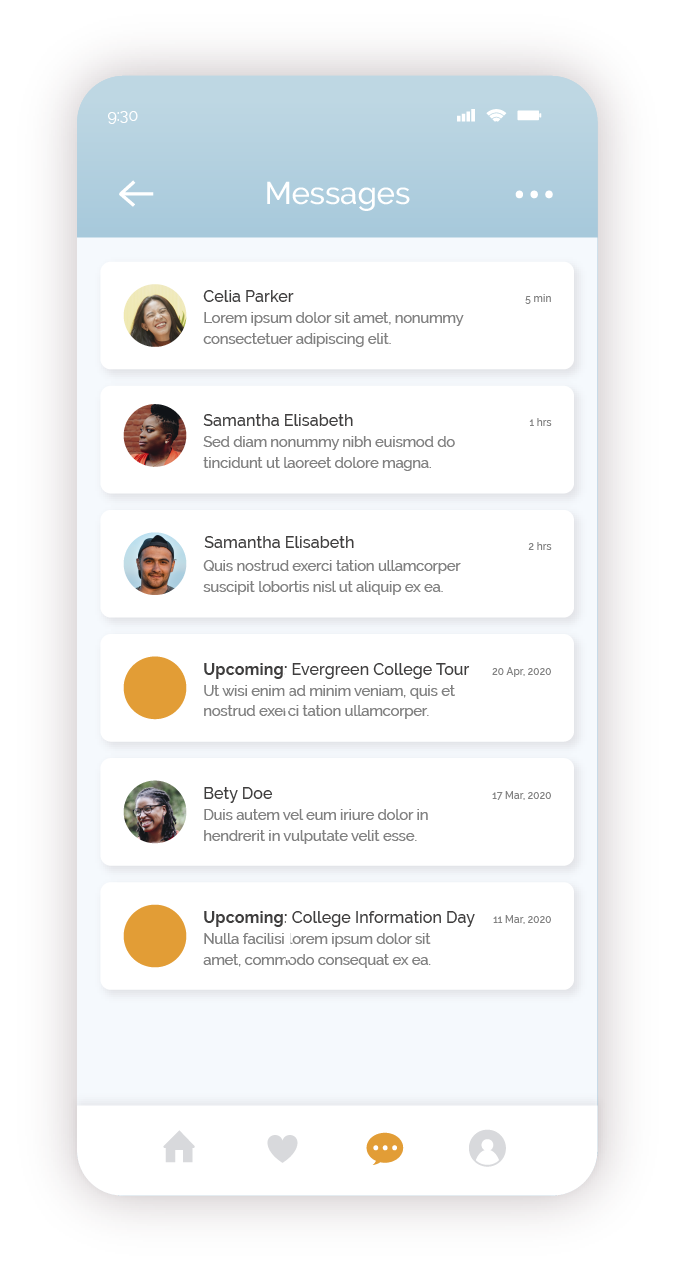 9:30
Messages
Celia Parker
5 min
Lorem ipsum dolor sit amet, nonummy
consectetuer adipiscing elit.
Samantha Elisabeth
1 hrs
Sed diam nonummy nibh euismod do
tincidunt ut laoreet dolore magna.
Samantha Elisabeth
2 hrs
Quis nostrud exerci tation ullamcorper
suscipit lobortis nisl ut aliquip ex ea.
Upcoming: Evergreen College Tour
20 Apr, 2020
Ut wisi enim ad minim veniam, quis et
nostrud exerci tation ullamcorper.
Bety Doe
17 Mar, 2020
Duis autem vel eum iriure dolor in
hendrerit in vulputate velit esse.
Upcoming: College Information Day
11 Mar, 2020
Nulla facilisi lorem ipsum dolor sit
amet, commodo consequat ex ea.